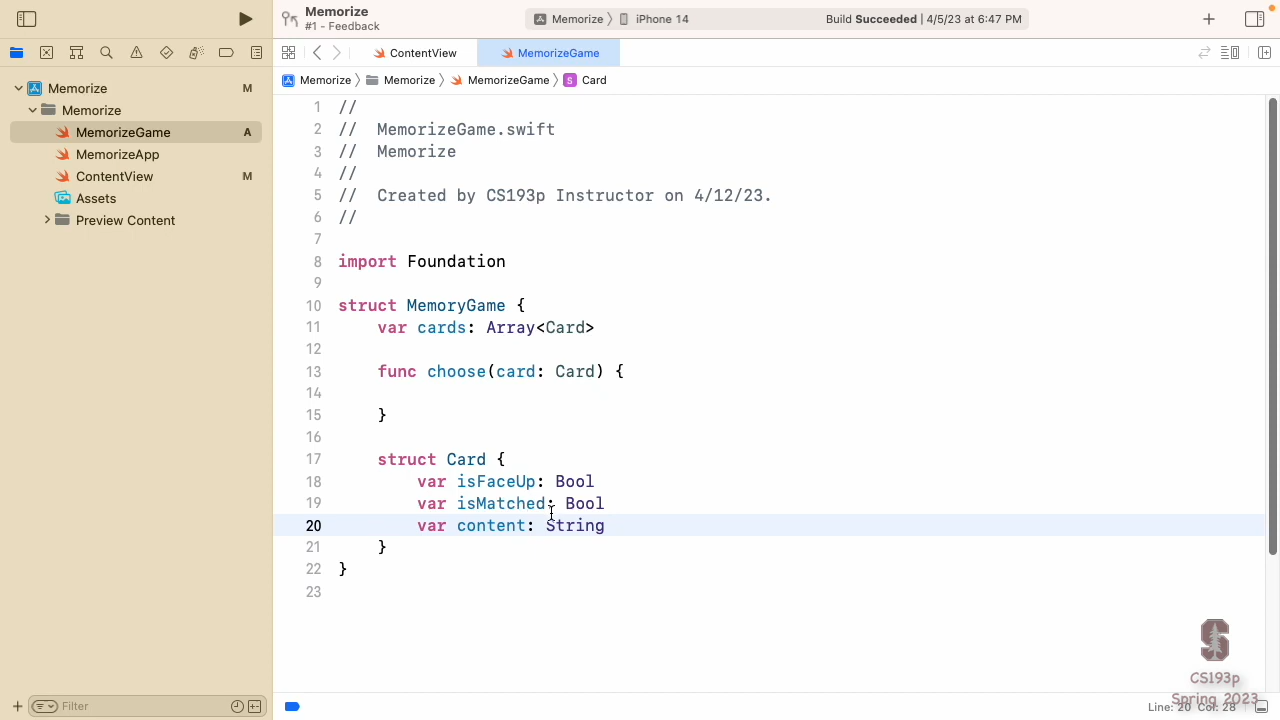 Memorize
#1 - Feedback
Memorize
iPhone 14
Build Succeeded | 4/5/23 at 6:47 PM
ContentView
MemorizeGame
Memorize
Memorize
MemorizeGame
S
Card
Memorize
M
Memorize
MemorizeGame
A
MemorizeApp
ContentView
M
Assets
Preview Content
1 //
2 //  MemorizeGame.swift
3 //  Memorize
4 //
5 //  Created by CS193p Instructor on 4/12/23.
6 //
7
8 import Foundation
9
10 struct MemoryGame {
11     var cards: Array<Card>
12
13     func choose(card: Card) {
14
15     }
16
17     struct Card {
18         var isFaceUp: Bool
19         var isMatched: Bool
20         var content: String
21     }
22 }
23
Filter
Line: 20 Col: 28
S
CS193p
Spring 2023